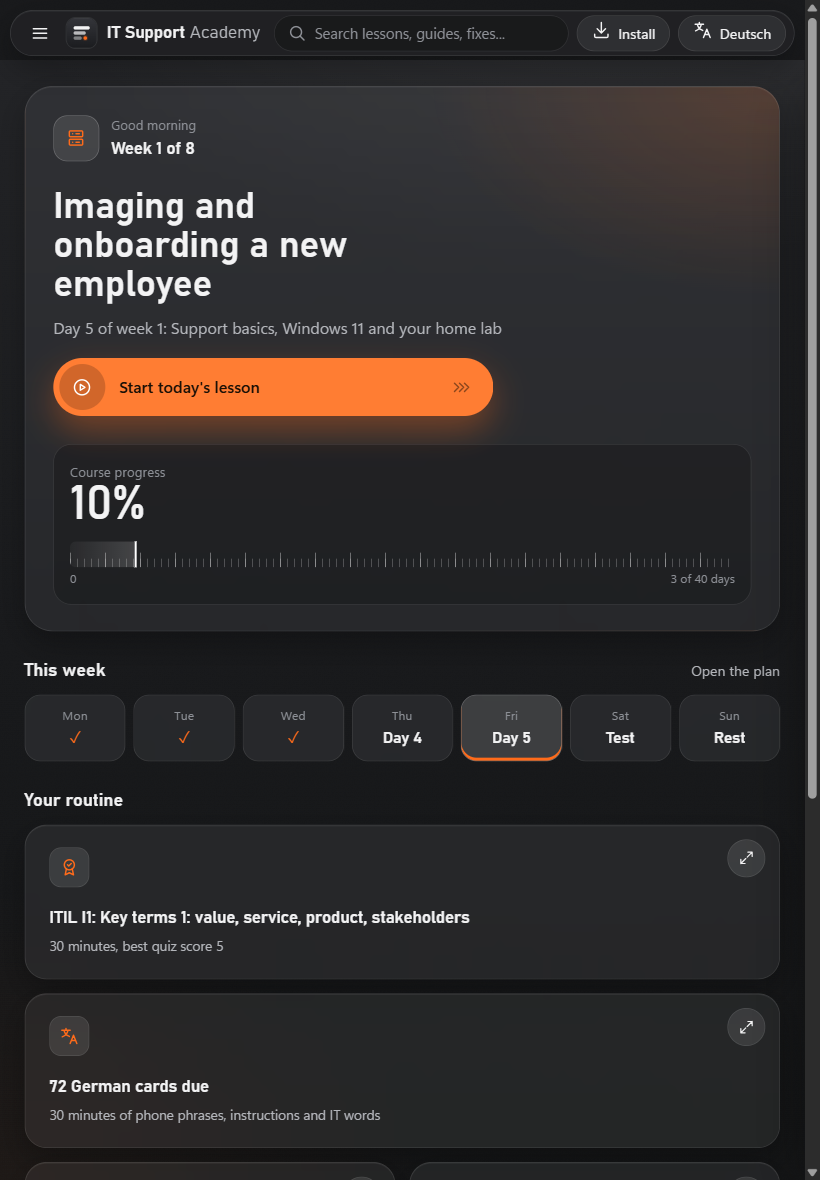 IT Support Academy
Search lessons, guides, fixes...
Install
Deutsch
Good morning
Week 1 of 8
Imaging and
onboarding a new
employee
Day 5 of week 1: Support basics, Windows 11 and your home lab
Start today's lesson
Course progress
10%
0
3 of 40 days
This week
Open the plan
Mon
Tue
Wed
Thu
Fri
Sat
Sun
✓
✓
✓
Day 4
Day 5
Test
Rest
Your routine
ITIL I1: Key terms 1: value, service, product, stakeholders
30 minutes, best quiz score 5
72 German cards due
30 minutes of phone phrases, instructions and IT words